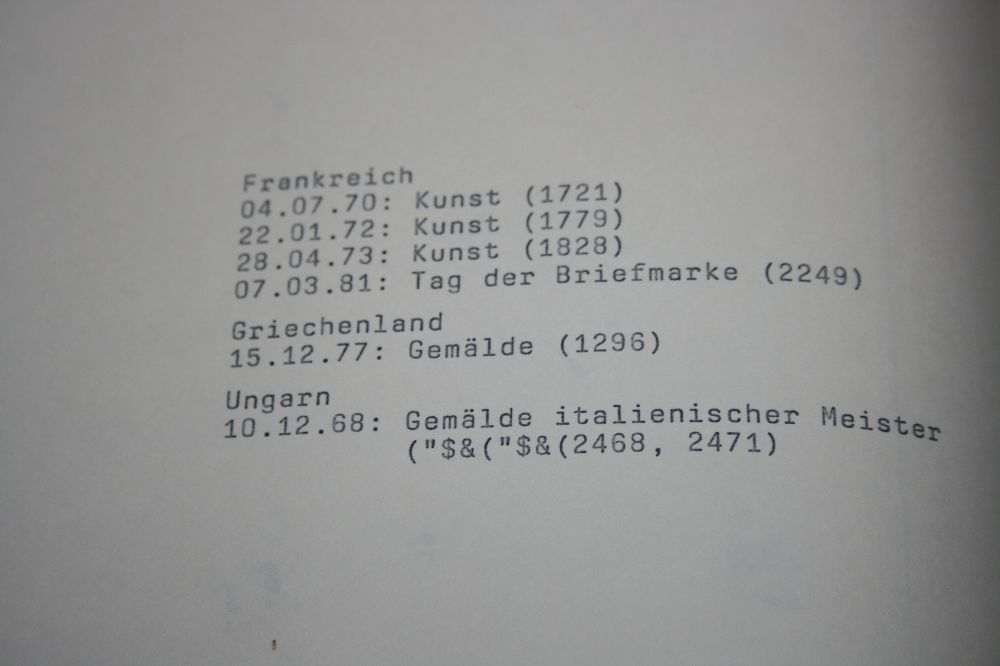 Frankreich
04.07.70: Kunst (1721)
22.01.72: Kunst (1779)
28.04.73: Kunst (1828)
07.03.81: Tag der Briefmarke (2249)
Griechenland
15.12.77: Gemälde (1296)
Ungarn
10.12.68: Gemälde italienischer Meister
("$&("$&(2468, 2471)